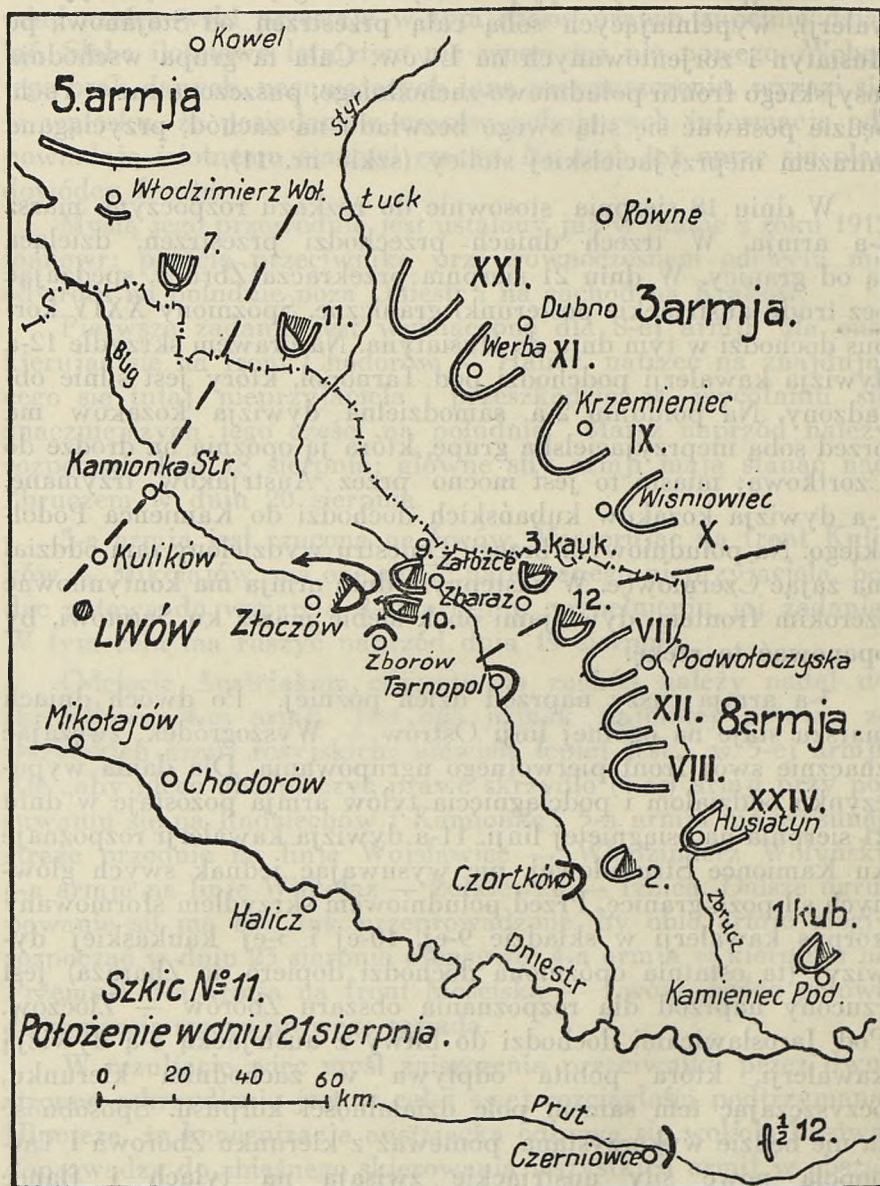 Kowel
5.armja
Styr
Włodzimierz Woł.
Łuck
Równe
7.
XXI.
11.
Dubno
3.armja.
Werba
XI.
Bug
Krzemieniec
IX.
Kamionka Str.
Wiśniowiec
X.
Kulików
9.
Załoźce
3.kauk.
Zbaraż
LWÓW
Złoczów
10.
12.
Zborów
VII.
Podwołoczyska
Tarnopol
Mikołajów
XII.
8.armja.
Chodorów
VIII.
XXIV.
Husiatyn
Czortków
2.
Halicz
Zbrucz
1 kub.
Dniestr
Kamieniec Pod.
Szkic Nº 11.
Położenie w dniu 21 sierpnia.
0, 20 40 60
km.
Prut
½ 12.
Czerniowce